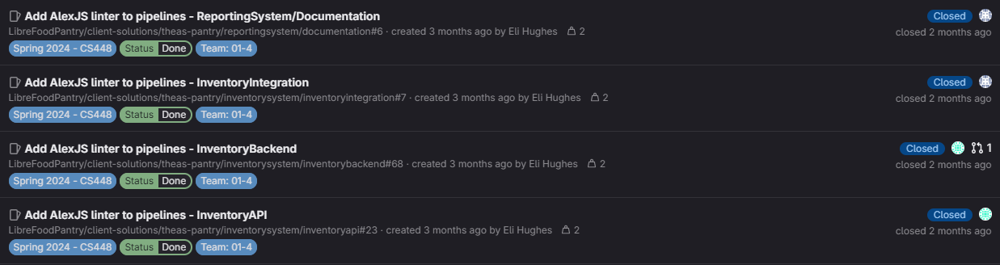 Add AlexJS linter to pipelines - ReportingSystem/Documentation Closed
LibreFoodPantry/client-solutions/theas-pantry/reportingsystem/documentation#6 · created 3 months ago by Eli Hughes 2 closed 2 months ago
Spring 2024 - CS448 Status Done Team: 01-4
Add AlexJS linter to pipelines - InventoryIntegration Closed
LibreFoodPantry/client-solutions/theas-pantry/inventorysystem/inventoryintegration#7 · created 3 months ago by Eli Hughes 2 closed 2 months ago
Spring 2024 - CS448 Status Done Team: 01-4
Add AlexJS linter to pipelines - InventoryBackend Closed 1
LibreFoodPantry/client-solutions/theas-pantry/inventorysystem/inventorybackend#68 · created 3 months ago by Eli Hughes 2 closed 2 months ago
Spring 2024 - CS448 Status Done Team: 01-4
Add AlexJS linter to pipelines - InventoryAPI Closed
LibreFoodPantry/client-solutions/theas-pantry/inventorysystem/inventoryapi#23 · created 3 months ago by Eli Hughes 2 closed 2 months ago
Spring 2024 - CS448 Status Done Team: 01-4